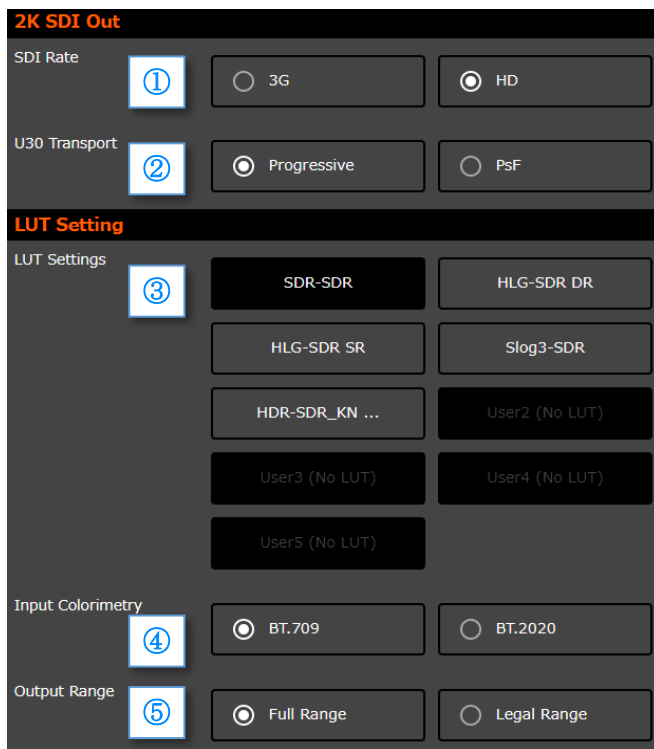 2K SDI Out
SDI Rate
① 3G HD
U30 Transport
② Progressive PsF
LUT Setting
LUT Settings
③ SDR-SDR HLG-SDR DR
HLG-SDR SR Slog3-SDR
HDR-SDR_KN ... User2 (No LUT)
User3 (No LUT) User4 (No LUT)
User5 (No LUT)
Input Colorimetry
④ BT.709 BT.2020
Output Range
⑤ Full Range Legal Range